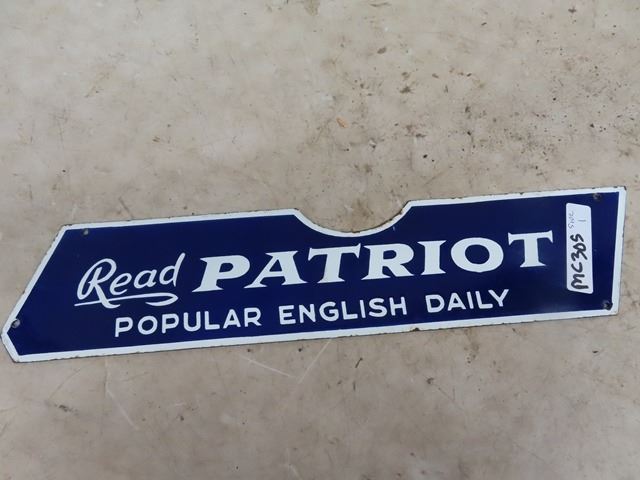 Read PATRIOT
POPULAR ENGLISH DAILY
MC305